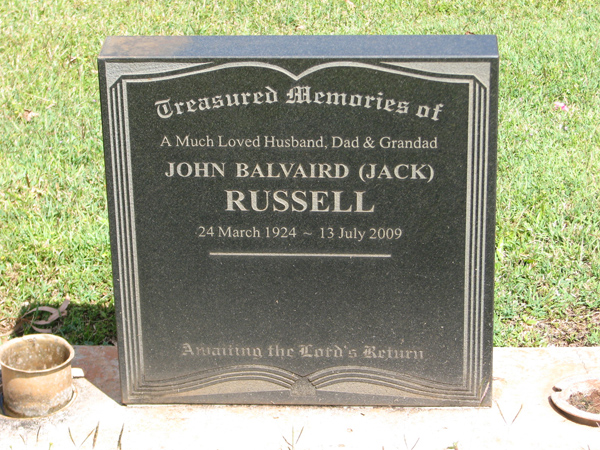 Treasured Memories of
A Much Loved Husband, Dad & Grandad
JOHN BALVAIRD (JACK)
RUSSELL
24 March 1924 ~ 13 July 2009
Awaiting the Lord's Return